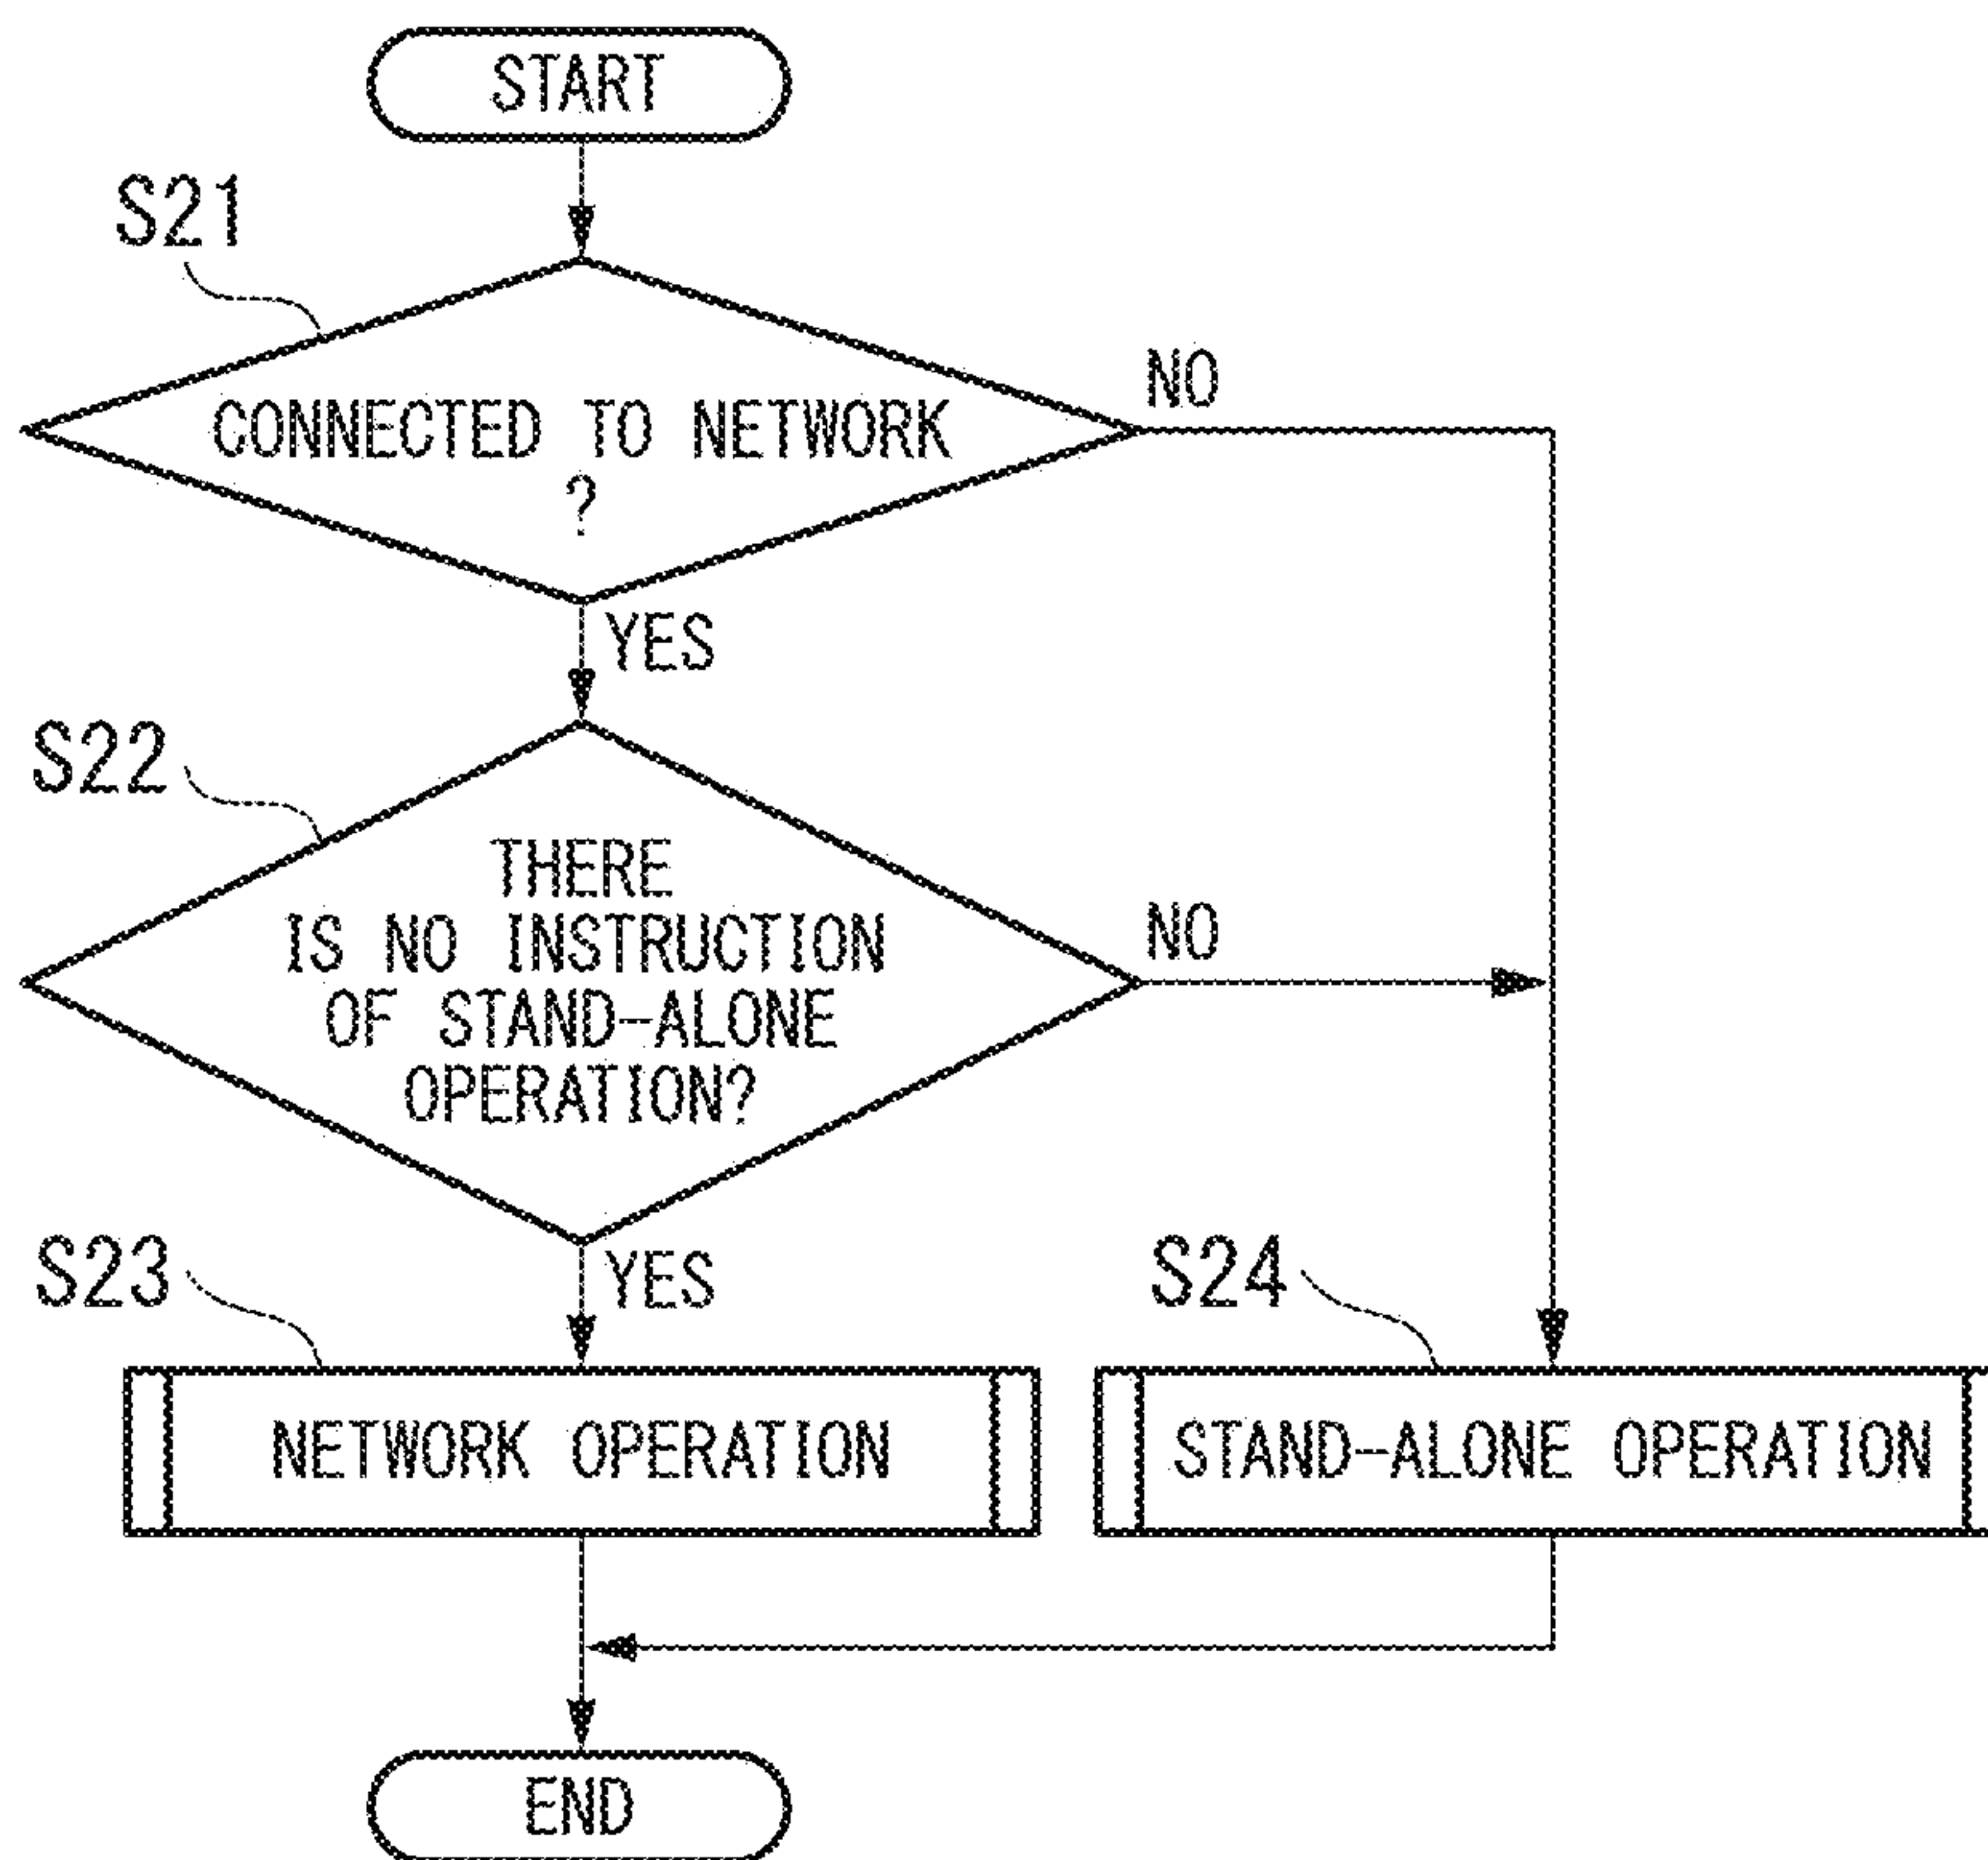 START
S21
CONNECTED TO NETWORK
?
NO
YES
S22
THERE
IS NO INSTRUCTION
OF STAND-ALONE
OPERATION?
NO
YES
S23
NETWORK OPERATION
S24
STAND-ALONE OPERATION
END